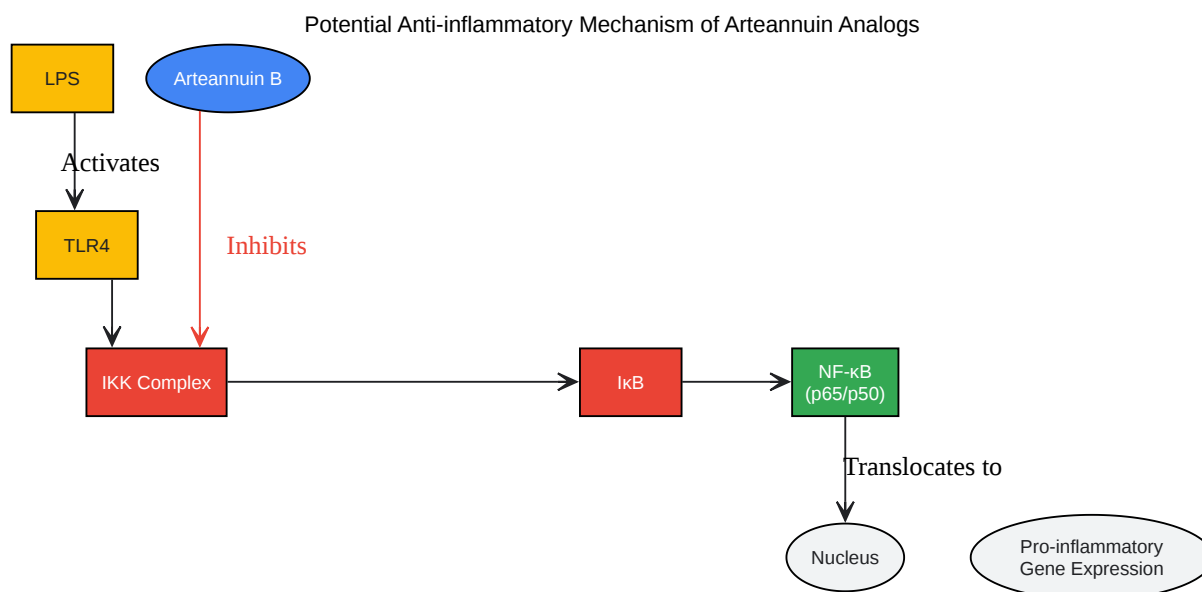 Potential Anti-inflammatory Mechanism of Arteannuin Analogs
LPS
Arteannuin B
Activates
TLR4
Inhibits
IKK Complex
IκB
NF-κB
(p65/p50)
Translocates to
Nucleus
Pro-inflammatory
Gene Expression